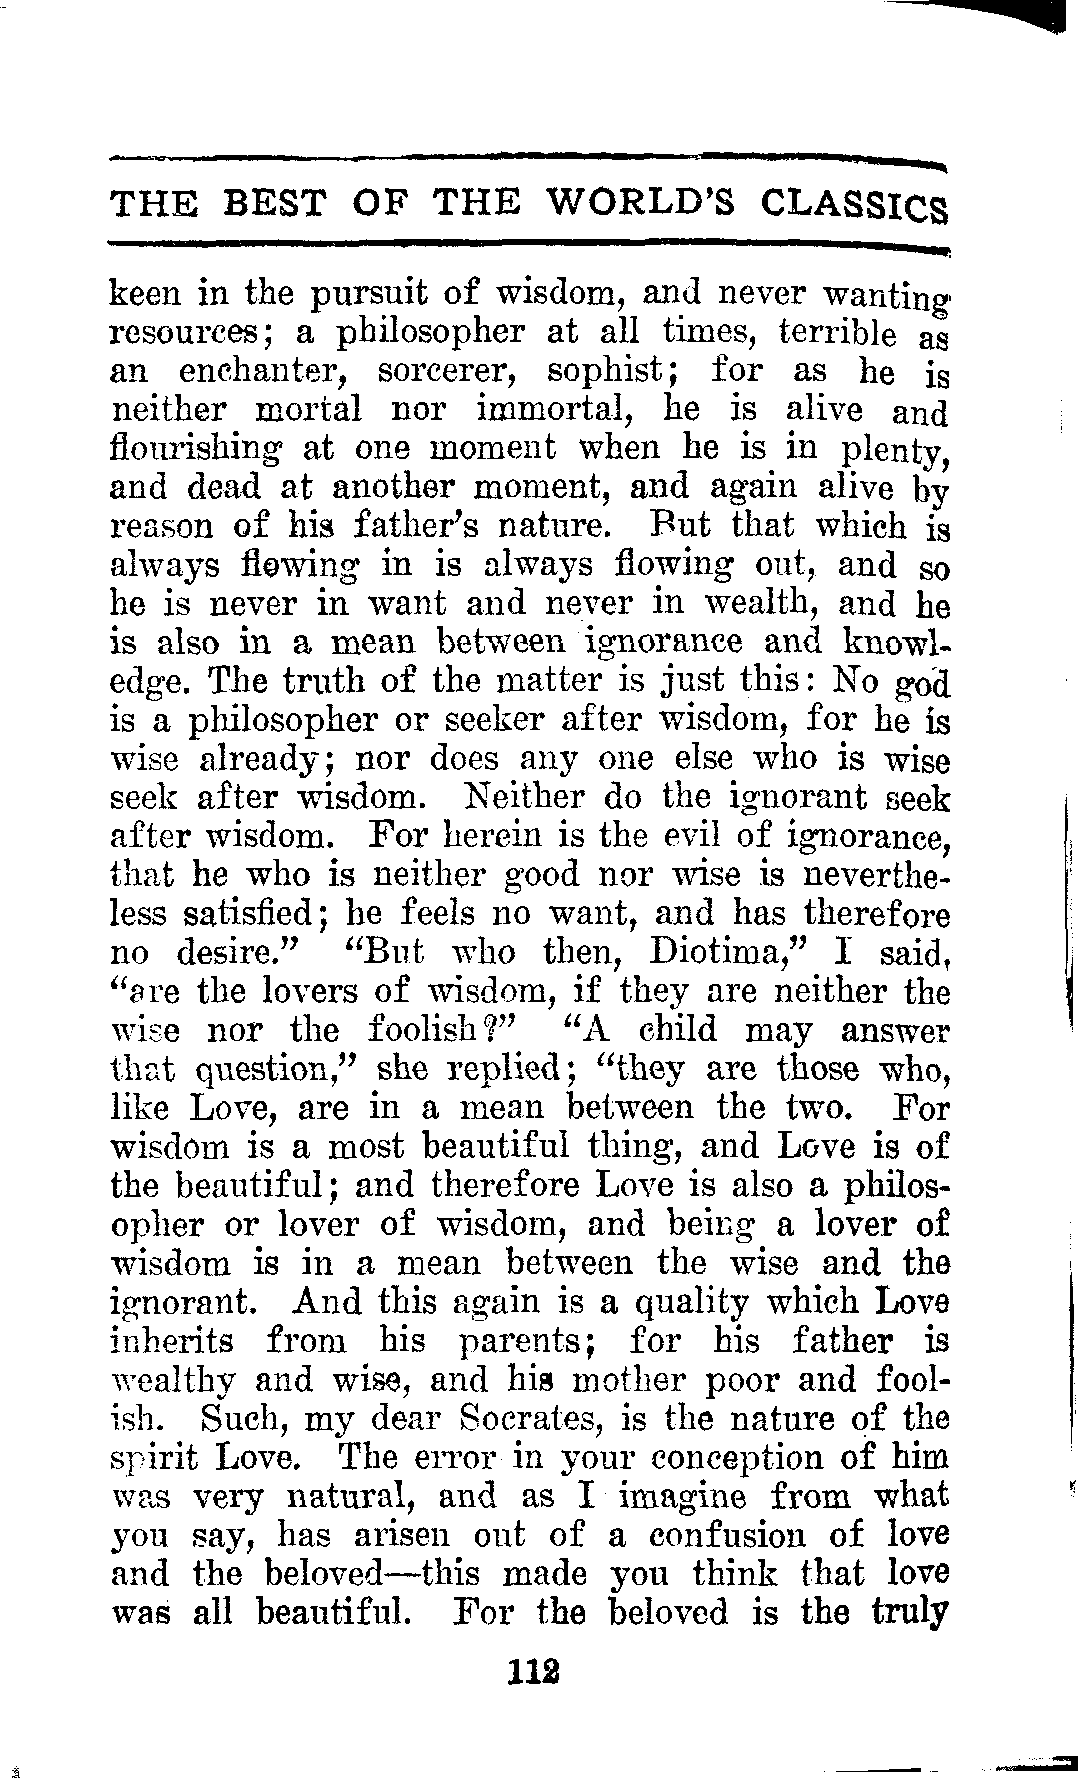 THE BEST OF THE WORLD'S CLASSICS
keen in the pursuit of wisdom, and never wanting
resources; a philosopher at all times, terrible as
an enchanter, sorcerer, sophist; for as he is
neither mortal nor immortal, he is alive and
flourishing at one moment when he is in plenty,
and dead at another moment, and again alive by
reason of his father's nature. But that which is
always flowing in is always flowing out, and so
he is never in want and never in wealth, and he
is also in a mean between ignorance and knowl-
edge. The truth of the matter is just this: No god
is a philosopher or seeker after wisdom, for he is
wise already; nor does any one else who is wise
seek after wisdom. Neither do the ignorant seek
after wisdom. For herein is the evil of ignorance,
that he who is neither good nor wise is neverthe-
less satisfied; he feels no want, and has therefore
no desire." "But who then, Diotima," I said,
"are the lovers of wisdom, if they are neither the
wise nor the foolish?" "A child may answer
that question," she replied; "they are those who,
like Love, are in a mean between the two. For
wisdom is a most beautiful thing, and Love is of
the beautiful; and therefore Love is also a philos-
opher or lover of wisdom, and being a lover of
wisdom is in a mean between the wise and the
ignorant. And this again is a quality which Love
inherits from his parents; for his father is
wealthy and wise, and his mother poor and fool-
ish. Such, my dear Socrates, is the nature of the
spirit Love. The error in your conception of him
was very natural, and as I imagine from what
you say, has arisen out of a confusion of love
and the beloved—this made you think that love
was all beautiful. For the beloved is the truly
112